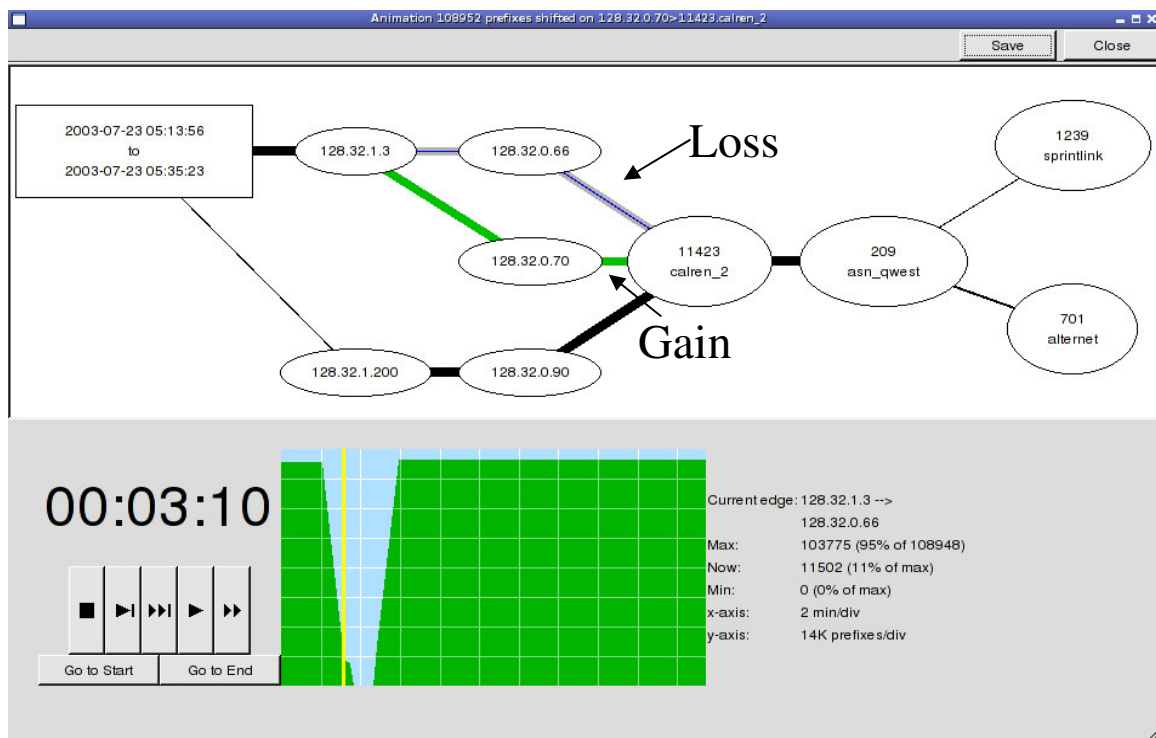 Animation 108952 prefixes shifted on 128.32.0.70>11423.calren_2
Save
Close
2003-07-23 05:13:56
to
2003-07-23 05:35:23
128.32.1.3
128.32.0.66
Loss
1239
sprintlink
128.32.0.70
11423
calren_2
209
asn_qwest
Gain
701
alternet
128.32.1.200
128.32.0.90
00:03:10
Go to Start
Go to End
Current edge: 128.32.1.3 -->
128.32.0.66
Max: 103775 (95% of 108948)
Now: 11502 (11% of max)
Min: 0 (0% of max)
x-axis: 2 min/div
y-axis: 14K prefixes/div